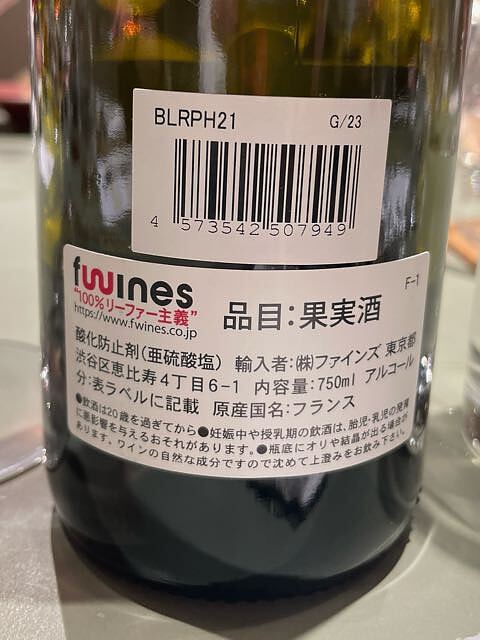 BLRPH21 G/23
4 573542 507949
fwines
"100%リーファー主義"
https://www.fwines.co.jp
品目:果実酒
F-1
酸化防止剤(亜硫酸塩) 輸入者:㈱ファインズ 東京都
渋谷区恵比寿4丁目6-1 内容量:750ml アルコール
分:表ラベルに記載 原産国名:フランス
●飲酒は20歳を過ぎてから●妊娠中や授乳期の飲酒は、胎児・乳児の発育
に悪影響を与えるおそれがあります。●瓶底にオリや結晶が出る場合が
あります。ワインの自然な成分ですので沈めて上澄みをお飲み下さい。